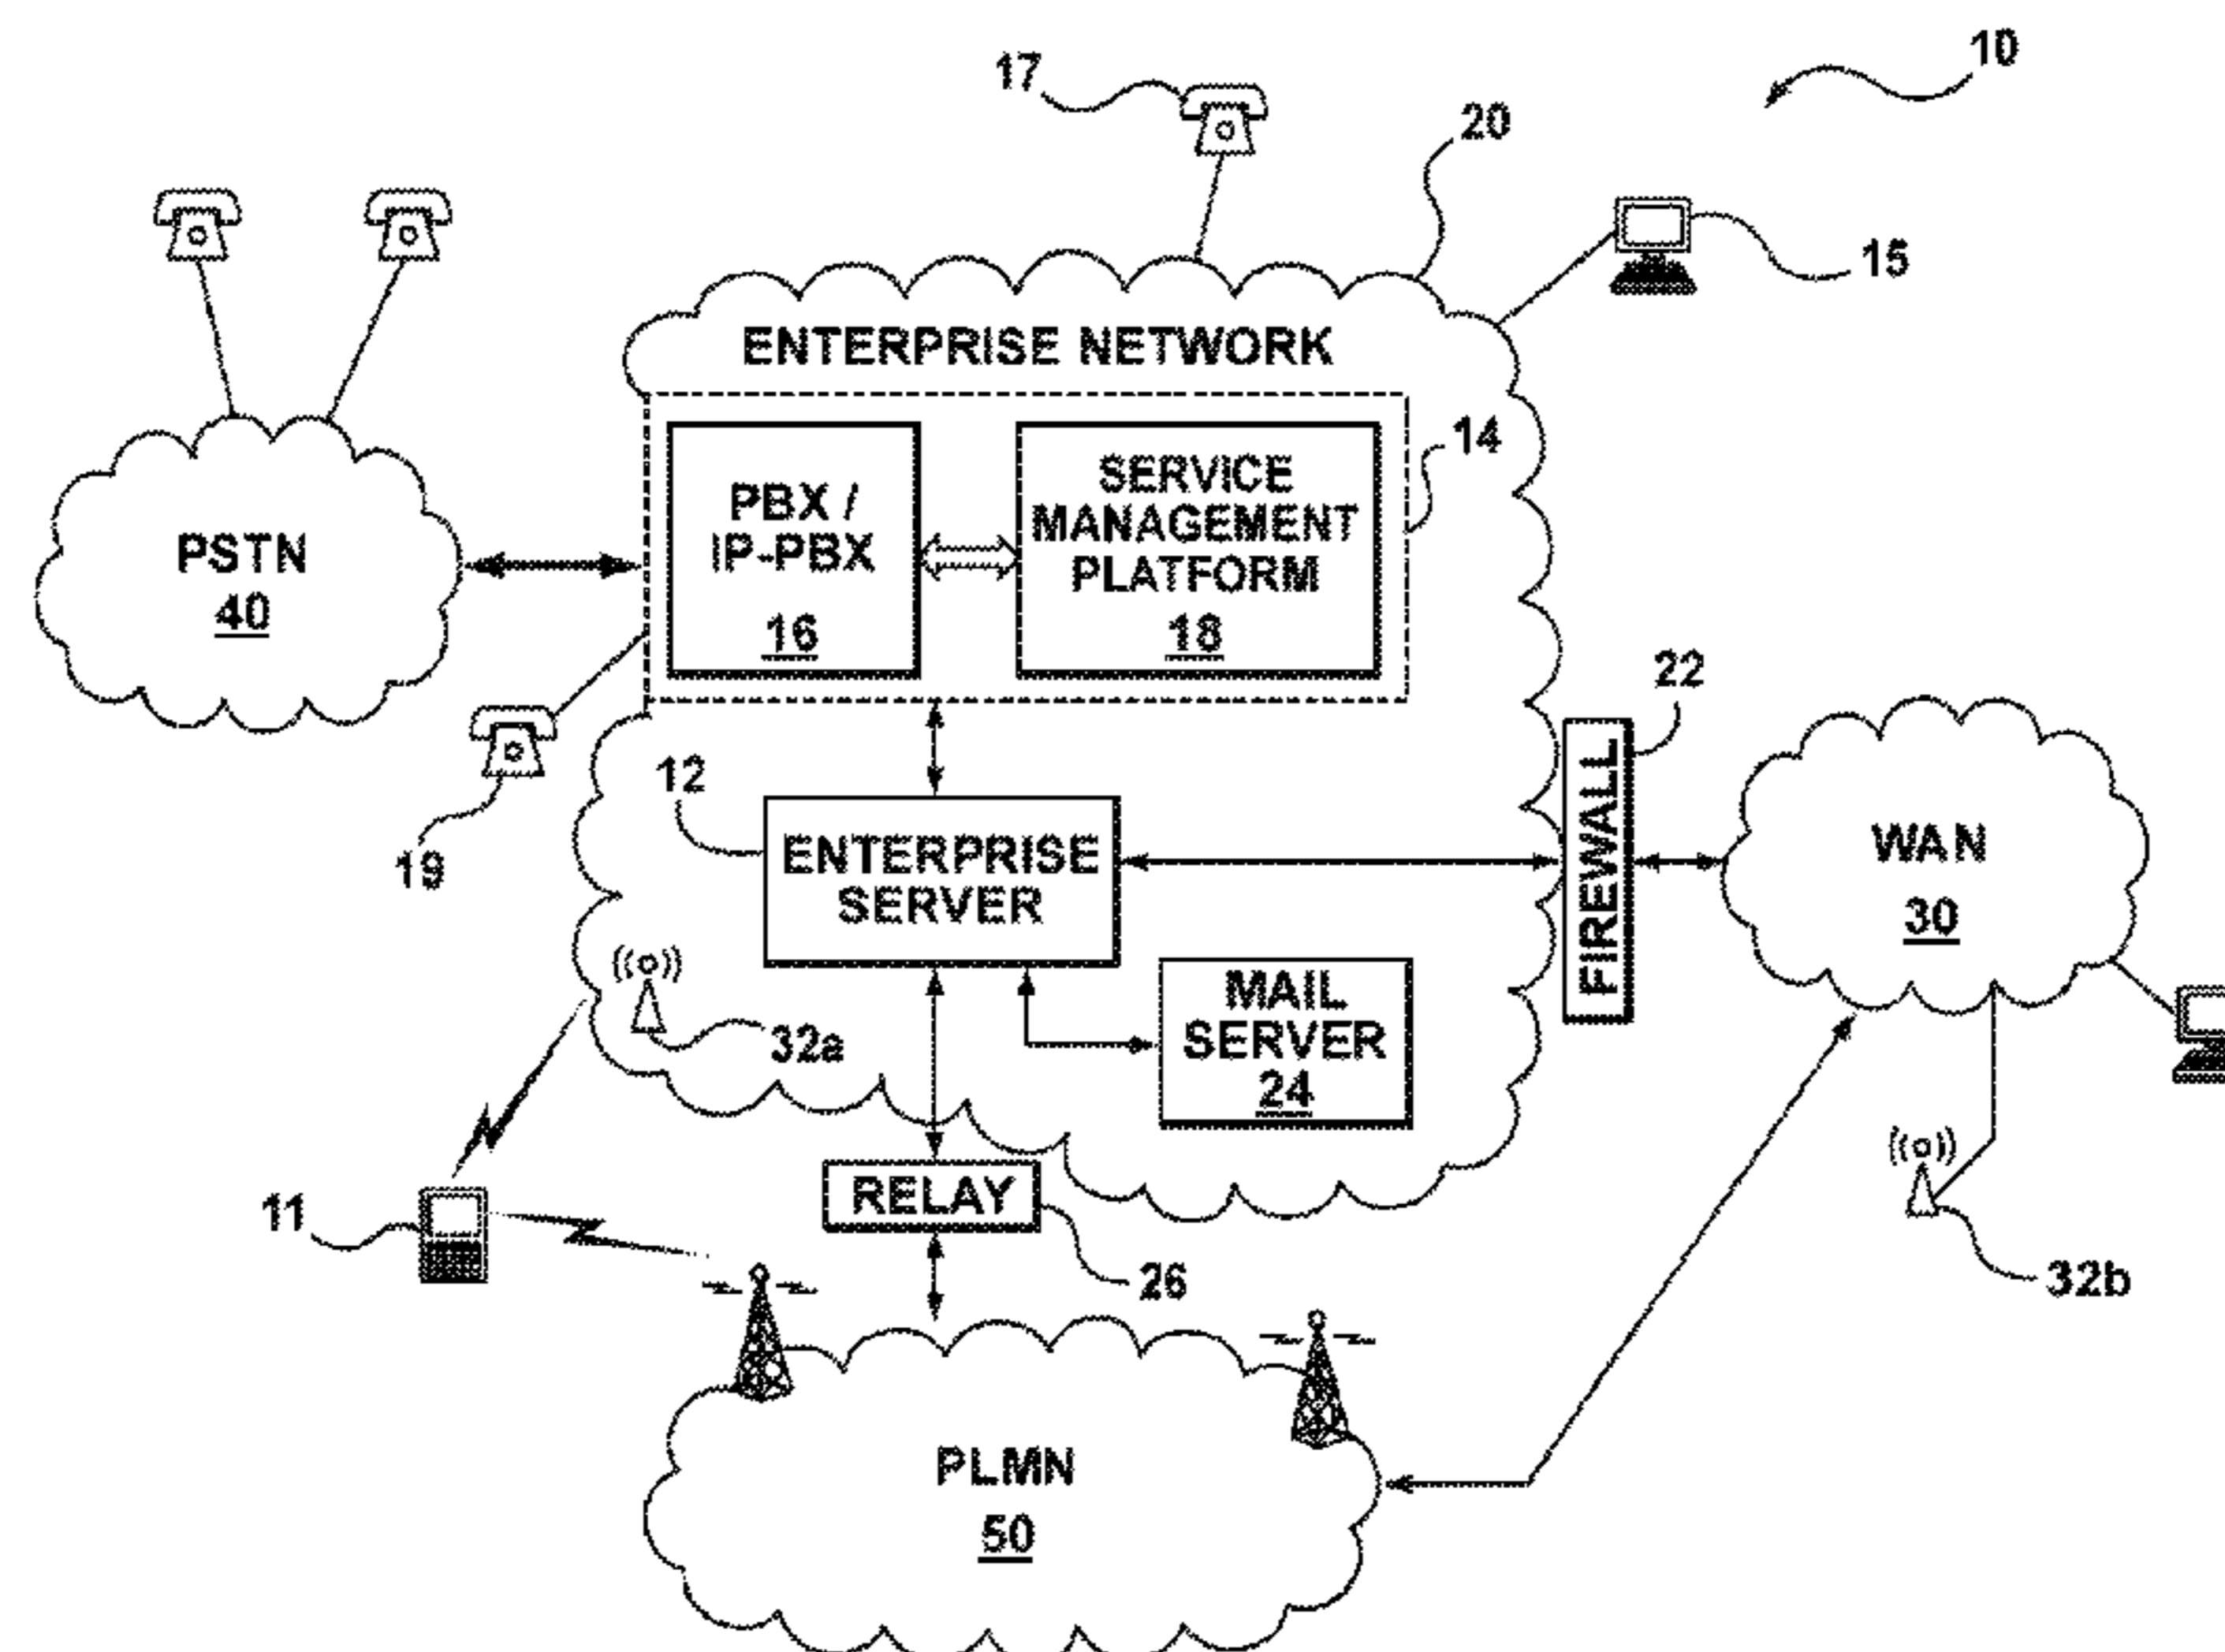 10
17
20
15
ENTERPRISE NETWORK
14
PBX /
IP-PBX
16
SERVICE
MANAGEMENT
PLATFORM
18
PSTN
40
22
19
12
ENTERPRISE
SERVER
FIREWALL
WAN
30
32a
MAIL
SERVER
24
11
RELAY
26
32b
PLMN
50